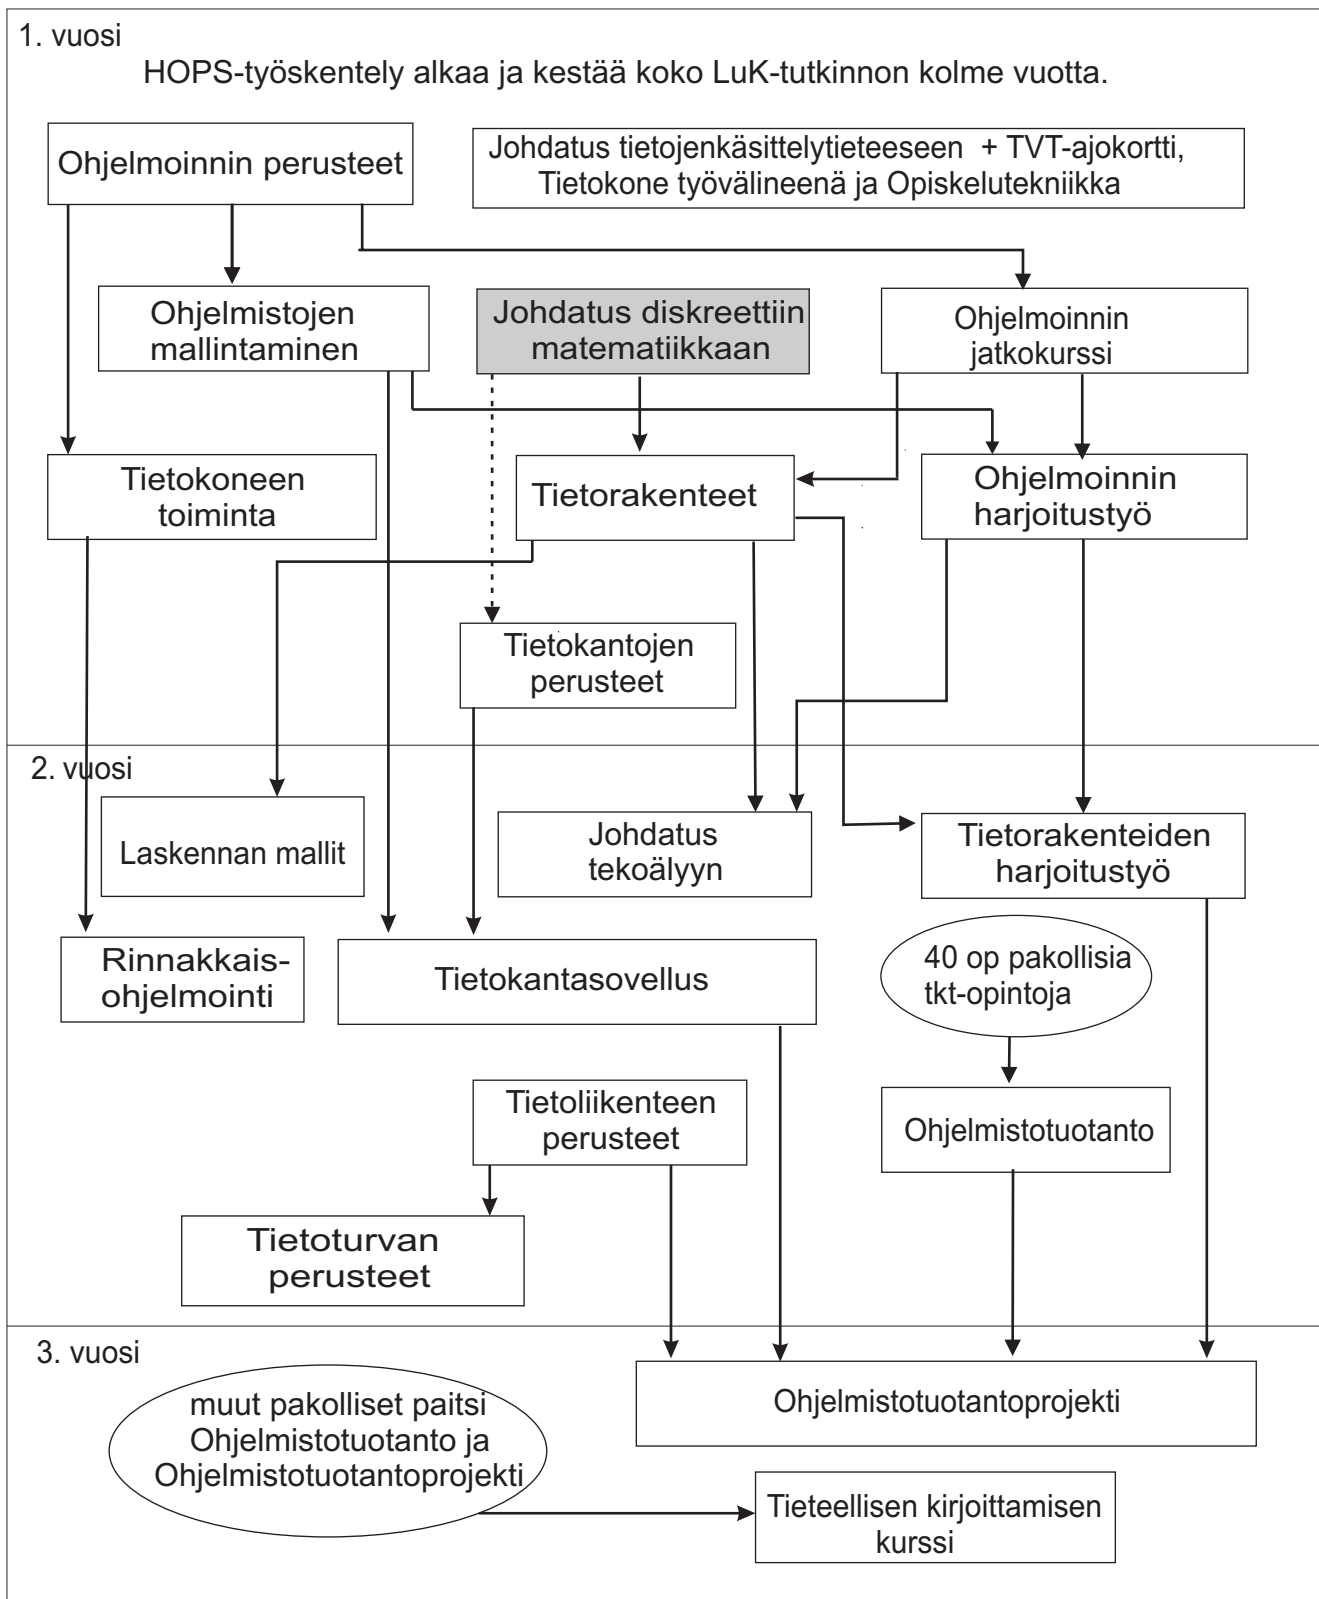 1. vuosi
HOPS-työskentely alkaa ja kestää koko LuK-tutkinnon kolme vuotta.
Ohjelmoinnin perusteet
Johdatus tietojenkäsittelytieteeseen + TVT-ajokortti,
Tietokone työvälineenä ja Opiskelutekniikka
Ohjelmistojen
mallintaminen
Johdatus diskreettiin
matematiikkaan
Ohjelmoinnin
jatkokurssi
Tietokoneen
toiminta
Tietorakenteet
Ohjelmoinnin
harjoitustyö
Tietokantojen
perusteet
2. vuosi
Laskennan mallit
Johdatus
tekoälyyn
Tietorakenteiden
harjoitustyö
Rinnakkais-
ohjelmointi
Tietokantasovellus
40 op pakollisia
tkt-opintoja
Tietoliikenteen
perusteet
Ohjelmistotuotanto
Tietoturvan
perusteet
3. vuosi
muut pakolliset paitsi
Ohjelmistotuotanto ja
Ohjelmistotuotantoprojekti
Ohjelmistotuotantoprojekti
Tieteellisen kirjoittamisen
kurssi